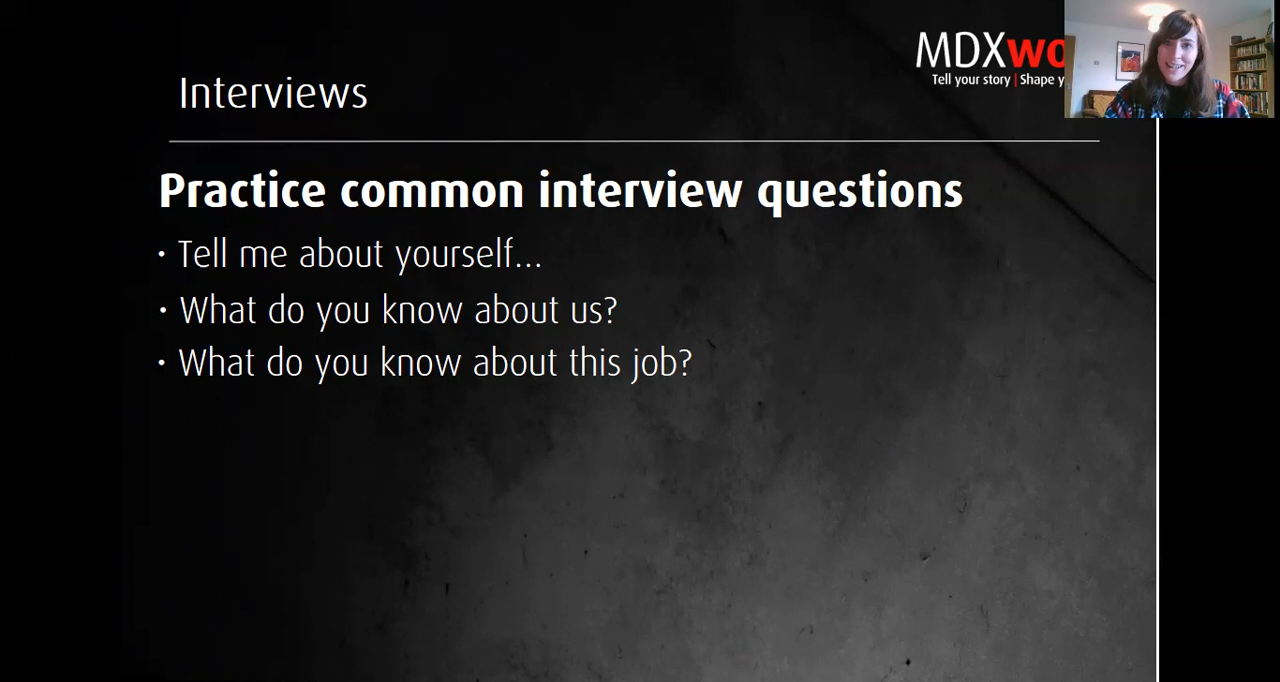 MDXwo
Tell your story | Shape y
Interviews
Practice common interview questions
• Tell me about yourself...
• What do you know about us?
• What do you know about this job?